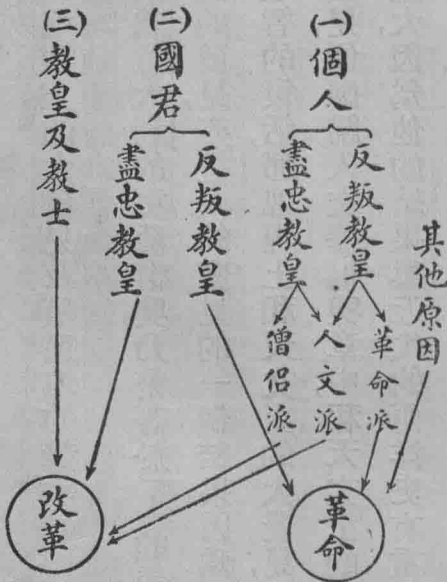 其他原因
(一)個人
反叛教皇
盡忠教皇
革命派
人文派
僧侶派
(二)國君
反叛教皇
盡忠教皇
(三)教皇及教士
革命
改革